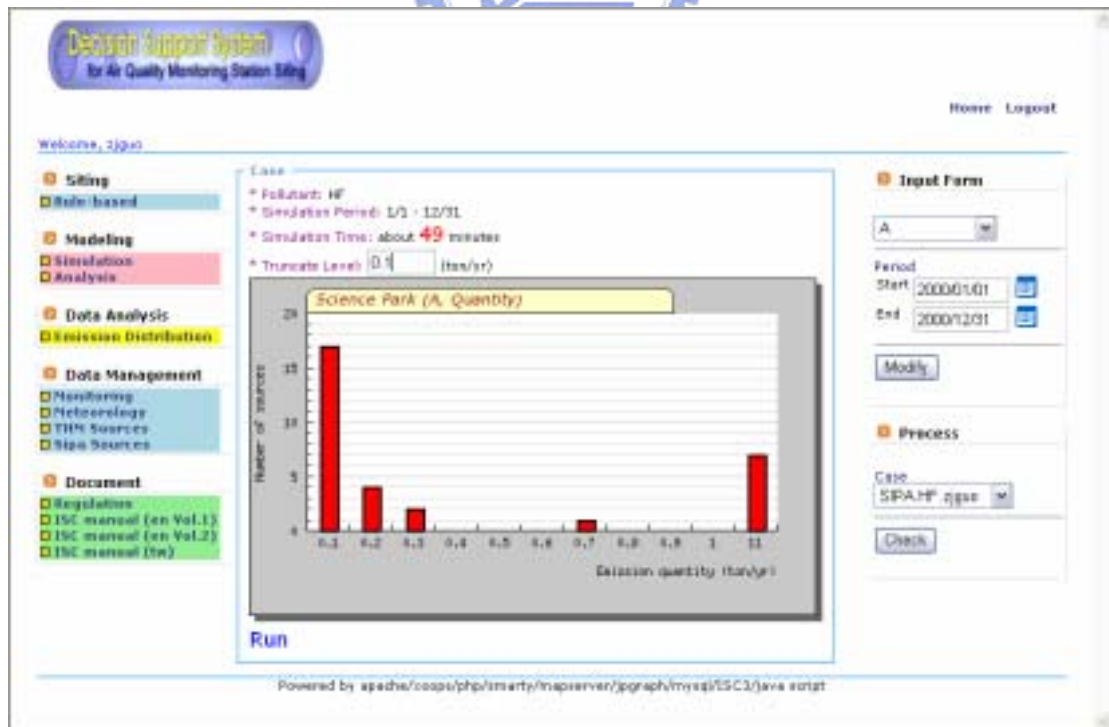 Decision Support System
for Air Quality Monitoring Station Siting
Home Logout
Welcome, zjguo
Siting
Rule-based
Modeling
Simulation
Analysis
Data Analysis
Emission Distribution
Data Management
Monitoring
Meteorology
Sources
Sipa Sources
Document
Regulation
ISC manual (en Vol.1)
ISC manual (en Vol.2)
ISC manual (tw)
Case
* Pollutant: HF
* Simulation Period: 1/1 - 12/31
* Simulation Time: about 49 minutes
* Truncate Level: 0.1 (ton/yr)
Science Park (A, Quantity)
Number of sources
20
15
10
5
0
0.1 0.2 0.3 0.4 0.5 0.6 0.7 0.8 0.9 1 11
Emission quantity (ton/yr)
Run
Input Form
A
Period
Start 2000/01/01
End 2000/12/31
Modify
Process
Case
SIPA.HF zjguo
Check
Powered by apache/coops/php/smarty/mapserver/jpgraph/mysql/ISC3/java script